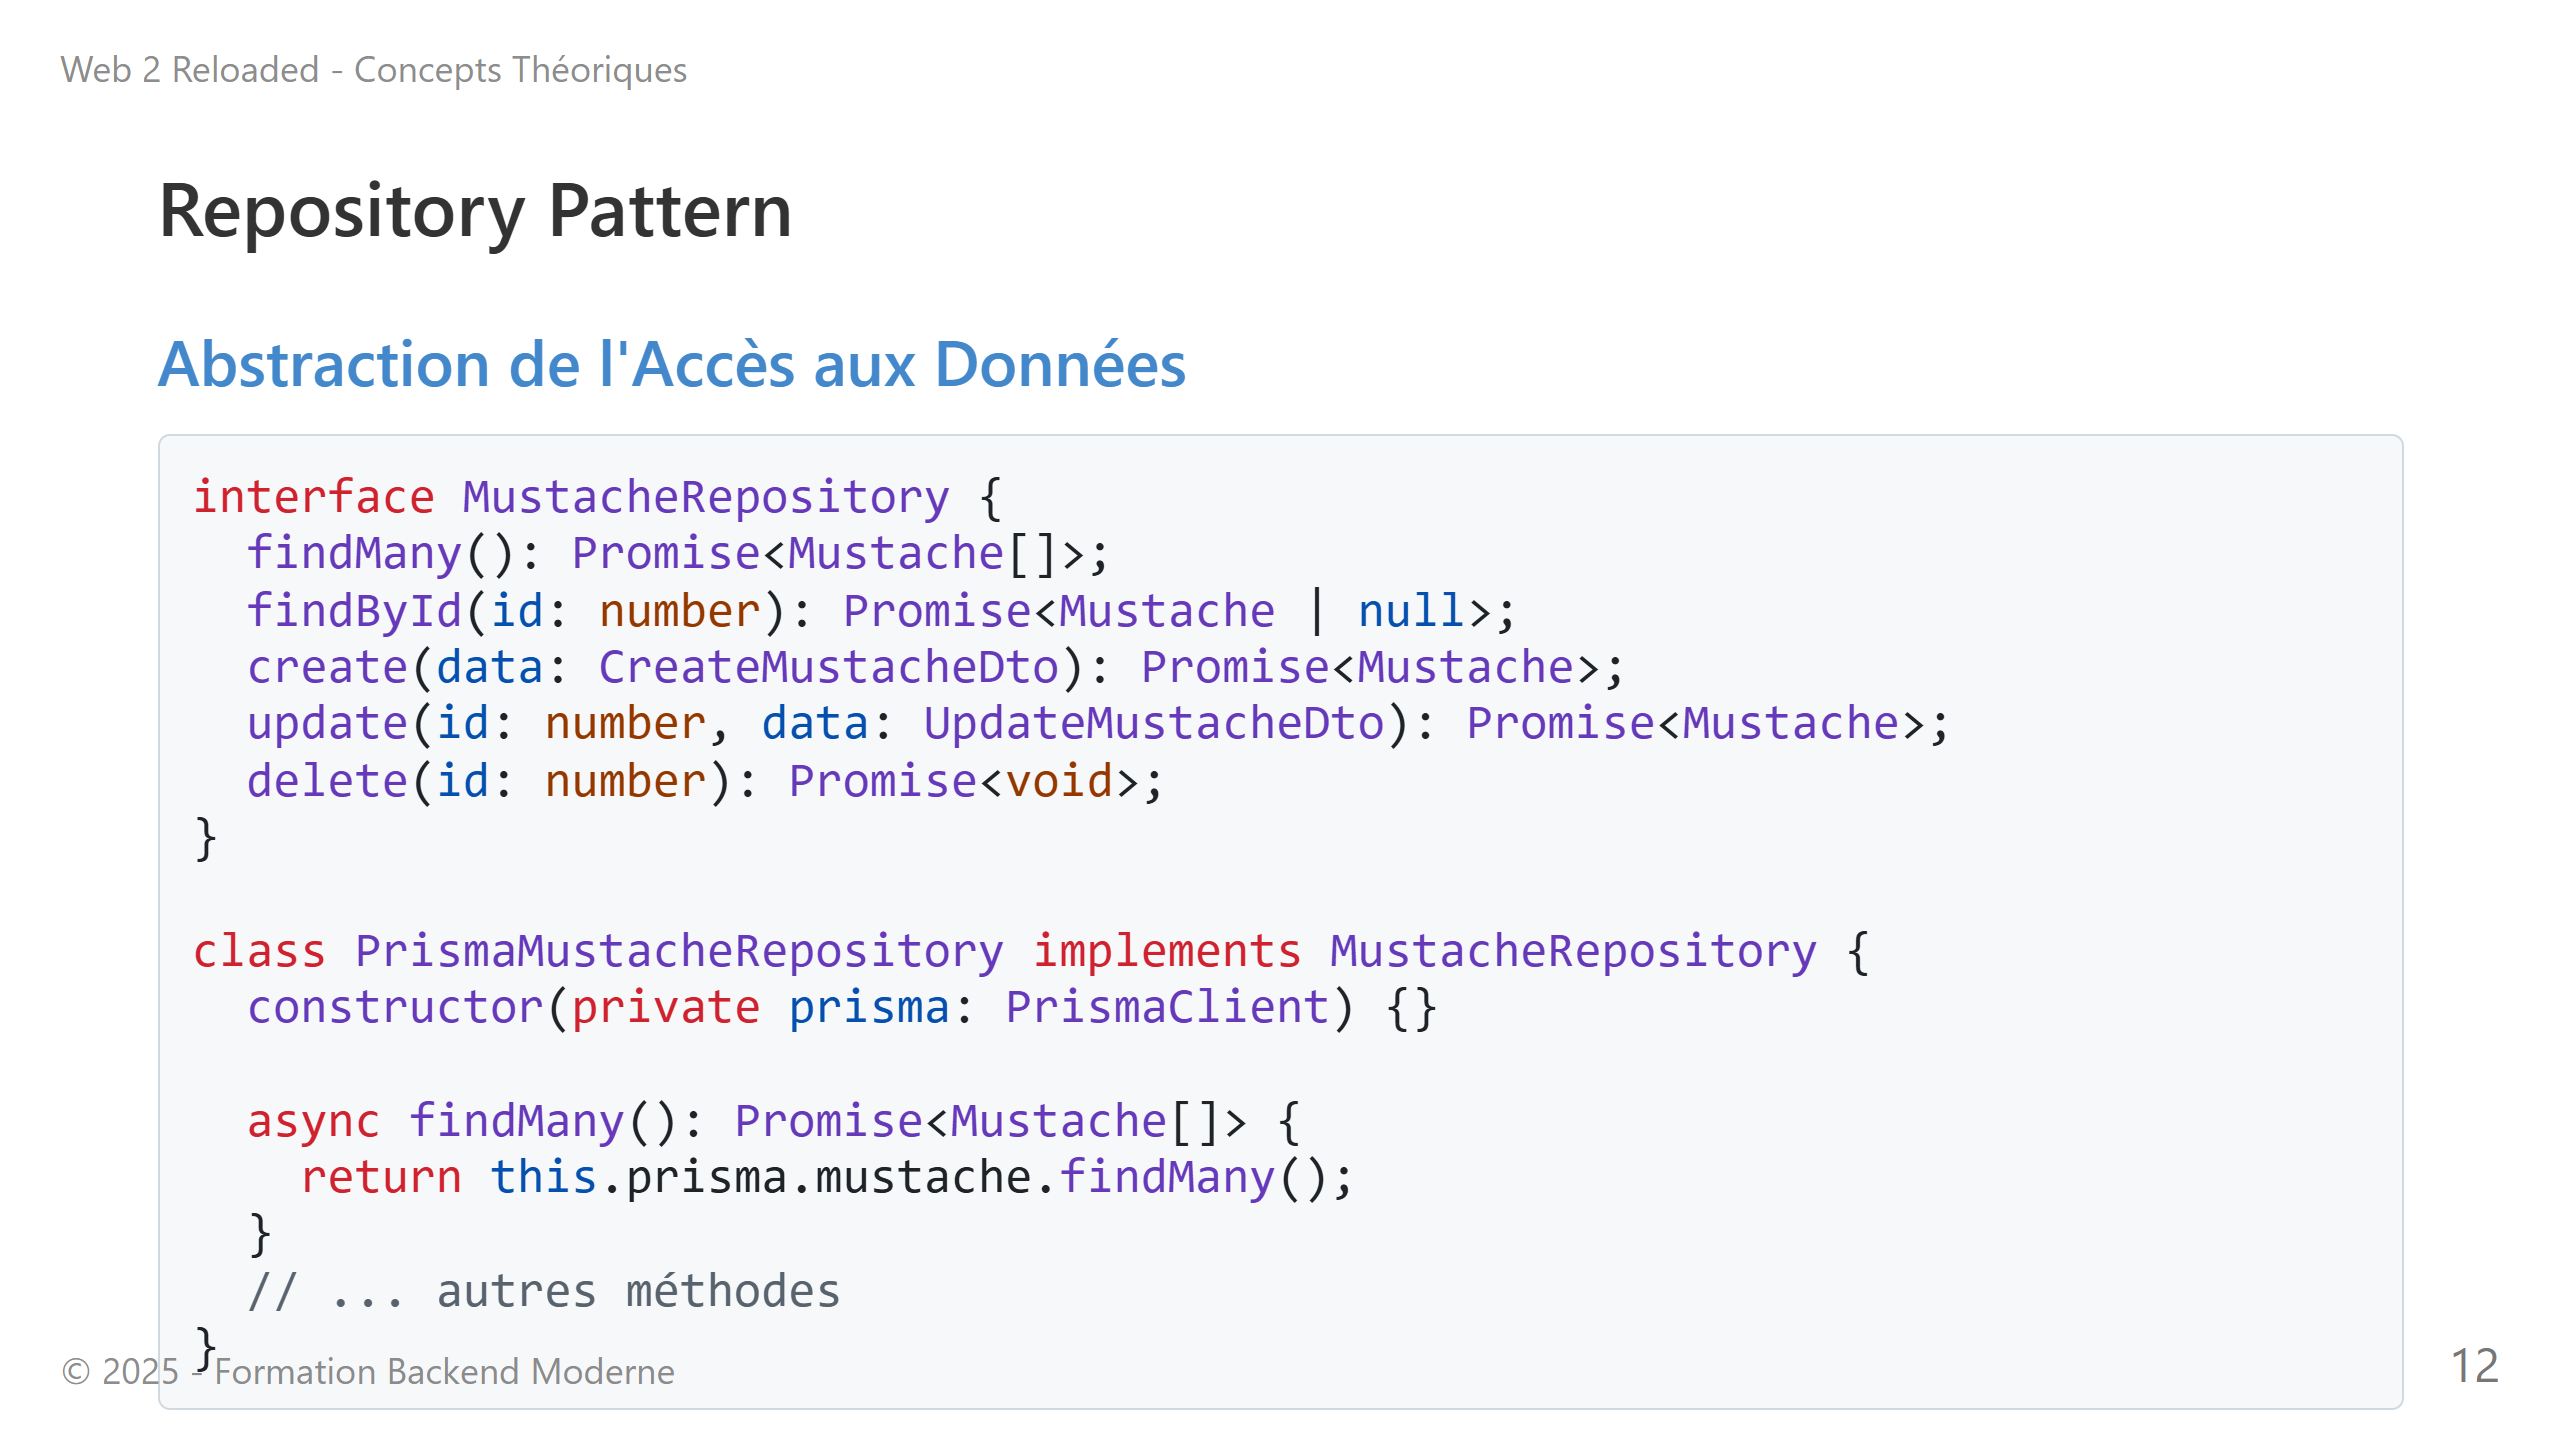 Web 2 Reloaded - Concepts Théoriques
Repository Pattern
Abstraction de l'Accès aux Données
interface MustacheRepository {
  findMany(): Promise<Mustache[]>;
  findById(id: number): Promise<Mustache | null>;
  create(data: CreateMustacheDto): Promise<Mustache>;
  update(id: number, data: UpdateMustacheDto): Promise<Mustache>;
  delete(id: number): Promise<void>;
}
class PrismaMustacheRepository implements MustacheRepository {
  constructor(private prisma: PrismaClient) {}
  async findMany(): Promise<Mustache[]> {
    return this.prisma.mustache.findMany();
  }
  // ... autres méthodes
}
© 2025 - Formation Backend Moderne
12